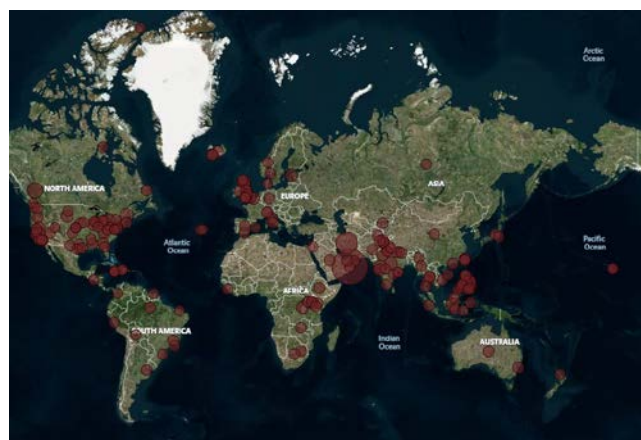 Arctic
Ocean
NORTH AMERICA
EUROPE
ASIA
Atlantic
Ocean
Pacific
Ocean
AFRICA
SOUTH AMERICA
Indian
Ocean
AUSTRALIA